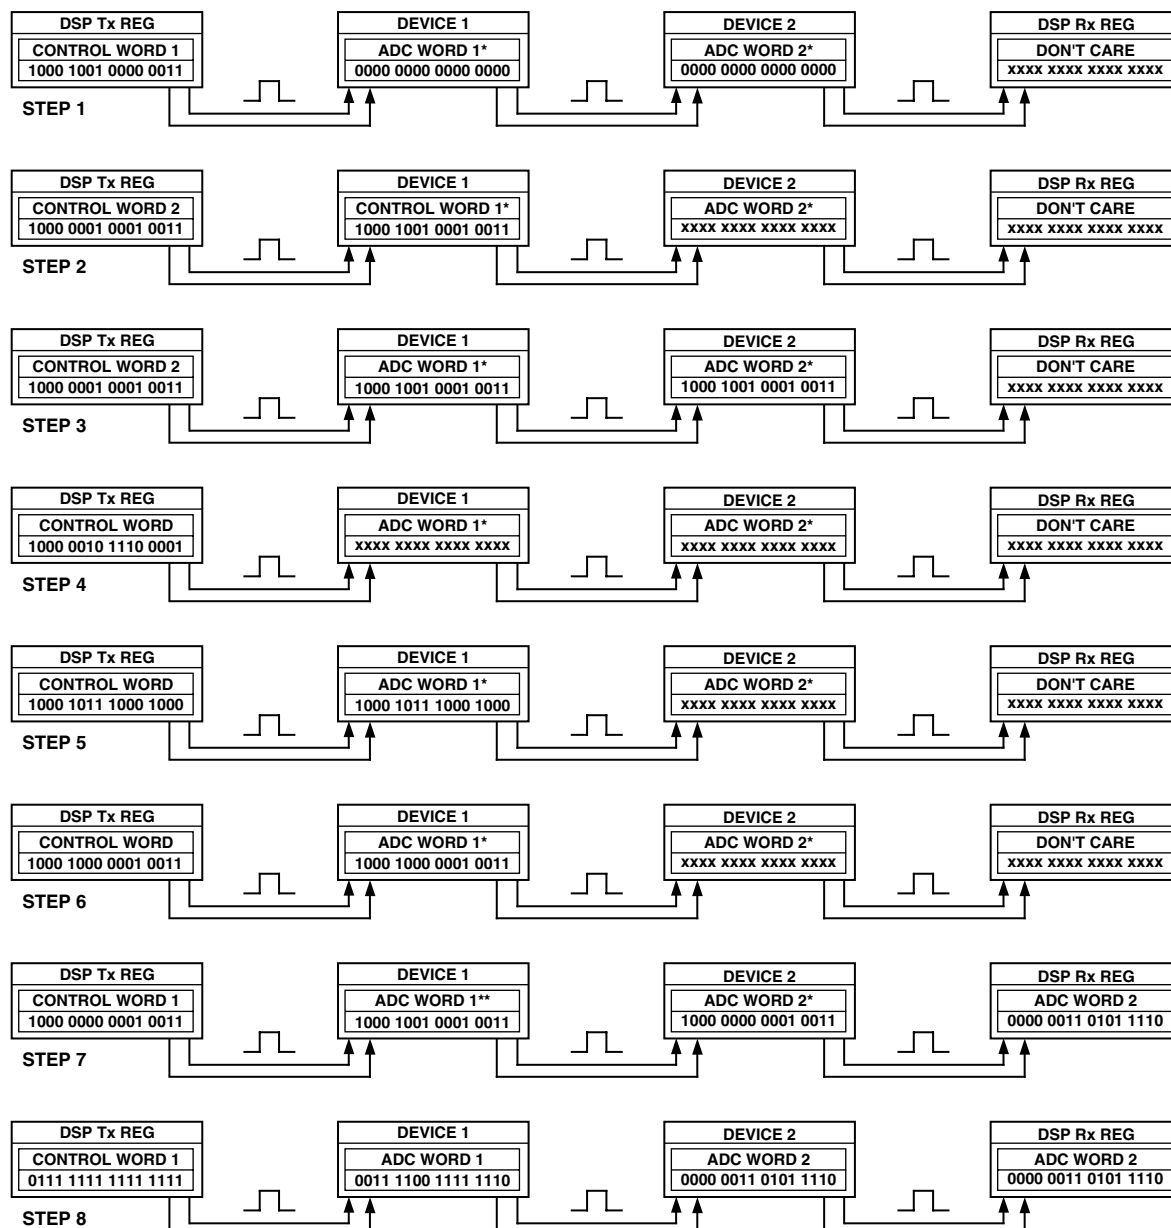 DSP Tx REG
CONTROL WORD 1
1000 1001 0000 0011
DEVICE 1
ADC WORD 1*
0000 0000 0000 0000
DEVICE 2
ADC WORD 2*
0000 0000 0000 0000
DSP Rx REG
DON'T CARE
xxxx xxxx xxxx xxxx
STEP 1
DSP Tx REG
CONTROL WORD 2
1000 0001 0001 0011
DEVICE 1
CONTROL WORD 1*
1000 1001 0001 0011
DEVICE 2
ADC WORD 2*
xxxx xxxx xxxx xxxx
DSP Rx REG
DON'T CARE
xxxx xxxx xxxx xxxx
STEP 2
DSP Tx REG
CONTROL WORD 2
1000 0001 0001 0011
DEVICE 1
ADC WORD 1*
1000 1001 0001 0011
DEVICE 2
ADC WORD 2*
1000 1001 0001 0011
DSP Rx REG
DON'T CARE
xxxx xxxx xxxx xxxx
STEP 3
DSP Tx REG
CONTROL WORD
1000 0010 1110 0001
DEVICE 1
ADC WORD 1*
xxxx xxxx xxxx xxxx
DEVICE 2
ADC WORD 2*
xxxx xxxx xxxx xxxx
DSP Rx REG
DON'T CARE
xxxx xxxx xxxx xxxx
STEP 4
DSP Tx REG
CONTROL WORD
1000 1011 1000 1000
DEVICE 1
ADC WORD 1*
1000 1011 1000 1000
DEVICE 2
ADC WORD 2*
xxxx xxxx xxxx xxxx
DSP Rx REG
DON'T CARE
xxxx xxxx xxxx xxxx
STEP 5
DSP Tx REG
CONTROL WORD
1000 1000 0001 0011
DEVICE 1
ADC WORD 1*
1000 1000 0001 0011
DEVICE 2
ADC WORD 2*
xxxx xxxx xxxx xxxx
DSP Rx REG
DON'T CARE
xxxx xxxx xxxx xxxx
STEP 6
DSP Tx REG
CONTROL WORD 1
1000 0000 0001 0011
DEVICE 1
ADC WORD 1**
1000 1001 0001 0011
DEVICE 2
ADC WORD 2*
1000 0000 0001 0011
DSP Rx REG
ADC WORD 2
0000 0011 0101 1110
STEP 7
DSP Tx REG
CONTROL WORD 1
0111 1111 1111 1111
DEVICE 1
ADC WORD 1
0011 1100 1111 1110
DEVICE 2
ADC WORD 2
0000 0011 0101 1110
DSP Rx REG
ADC WORD 2
0000 0011 0101 1110
STEP 8